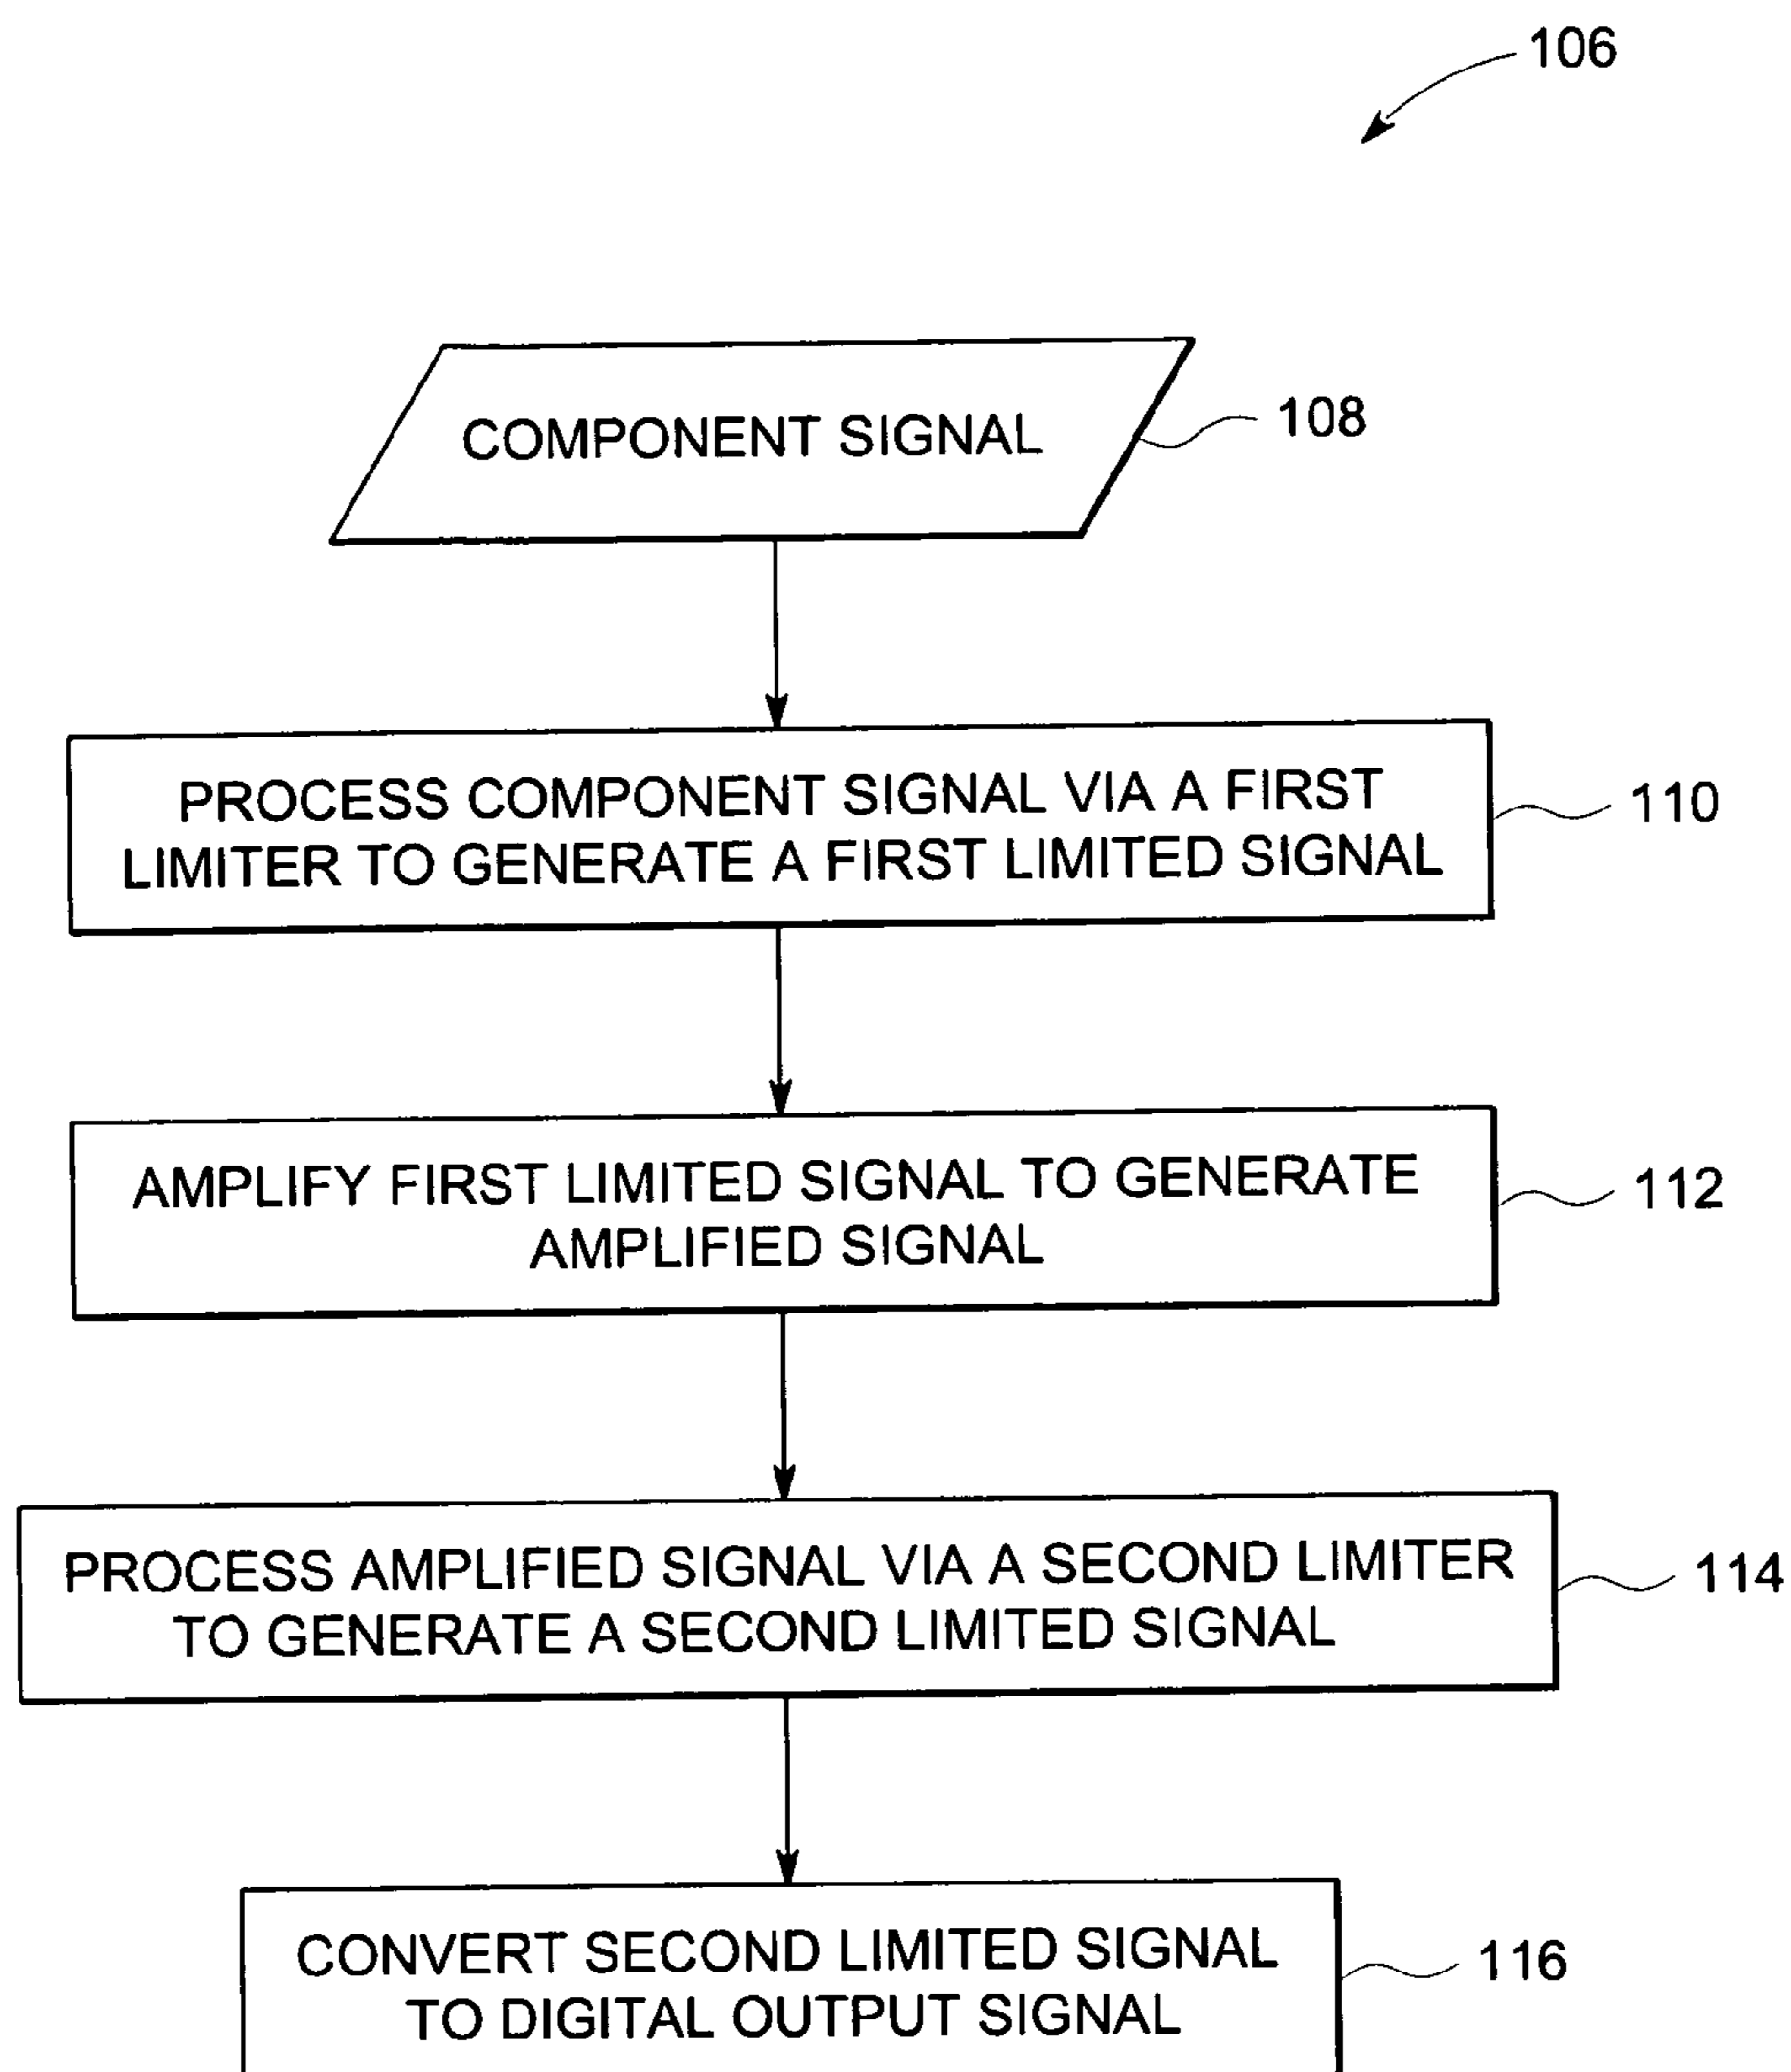 106
COMPONENT SIGNAL
108
PROCESS COMPONENT SIGNAL VIA A FIRST
LIMITER TO GENERATE A FIRST LIMITED SIGNAL
110
AMPLIFY FIRST LIMITED SIGNAL TO GENERATE
AMPLIFIED SIGNAL
112
PROCESS AMPLIFIED SIGNAL VIA A SECOND LIMITER
TO GENERATE A SECOND LIMITED SIGNAL
114
CONVERT SECOND LIMITED SIGNAL
TO DIGITAL OUTPUT SIGNAL
116